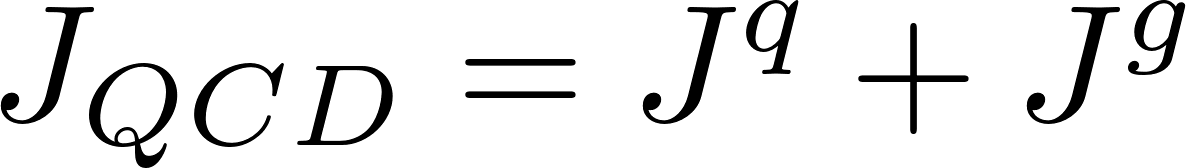 J_{QCD} = J^q + J^g